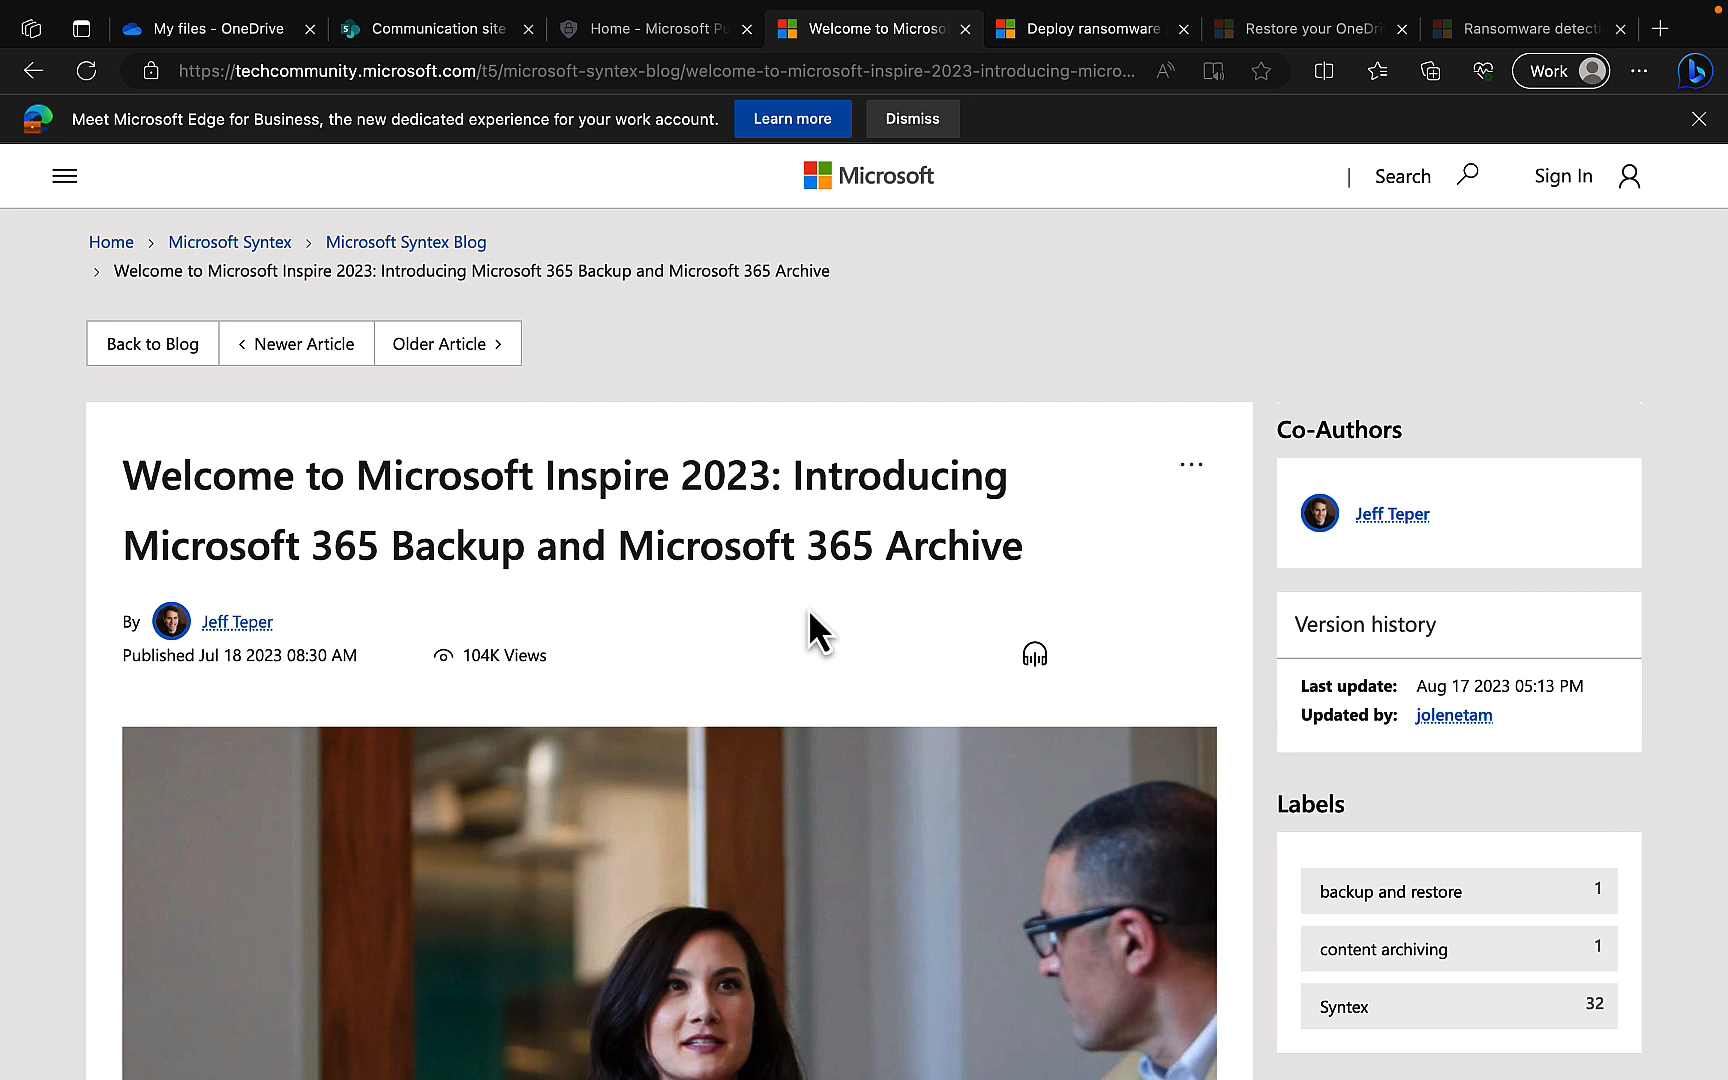 My files - OneDrive
Communication site
Home - Microsoft Pu
Welcome to Microso
Deploy ransomware
Restore your OneDri
Ransomware detecti
https://techcommunity.microsoft.com/t5/microsoft-syntex-blog/welcome-to-microsoft-inspire-2023-introducing-micro...
Work
Meet Microsoft Edge for Business, the new dedicated experience for your work account.
Learn more
Dismiss
Microsoft
| Search
Sign In
Home > Microsoft Syntex > Microsoft Syntex Blog
> Welcome to Microsoft Inspire 2023: Introducing Microsoft 365 Backup and Microsoft 365 Archive
Back to Blog
< Newer Article
Older Article >
Welcome to Microsoft Inspire 2023: Introducing
Microsoft 365 Backup and Microsoft 365 Archive
By Jeff Teper
Published Jul 18 2023 08:30 AM
104K Views
Co-Authors
Jeff Teper
Version history
Last update: Aug 17 2023 05:13 PM
Updated by: jolenetam
Labels
backup and restore 1
content archiving 1
Syntex 32